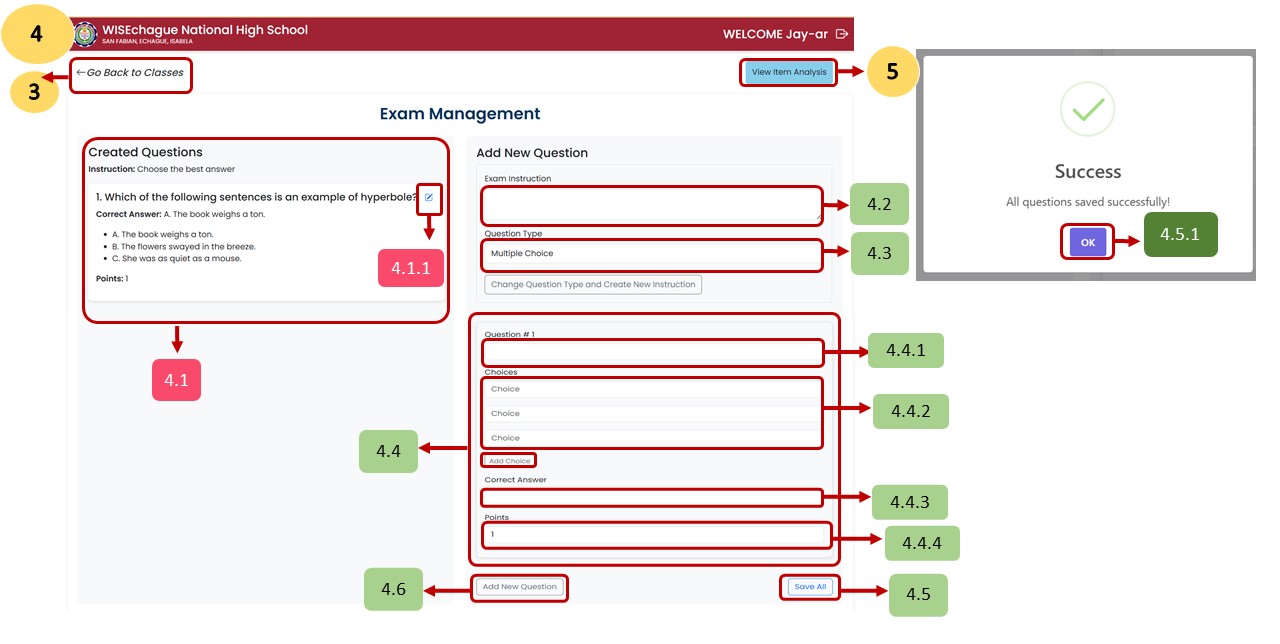 4
WISEchague National High School
SAN FABIAN, ECHAGUE, ISABELA
WELCOME Jay-ar
←Go Back to Classes
3
View Item Analysis
5
Exam Management
Created Questions
Instruction: Choose the best answer
1. Which of the following sentences is an example of hyperbole?
Correct Answer: A. The book weighs a ton.
• A. The book weighs a ton.
• B. The flowers swayed in the breeze.
• C. She was as quiet as a mouse.
Points: 1
4.1.1
4.1
Add New Question
Exam Instruction
4.2
Question Type
Multiple Choice
4.3
Change Question Type and Create New Instruction
Question # 1
4.4.1
Choices
Choice
Choice
Choice
4.4.2
4.4
Add Choice
Correct Answer
4.4.3
Points
1
4.4.4
4.6
Add New Question
Save All
4.5
Success
All questions saved successfully!
OK
4.5.1